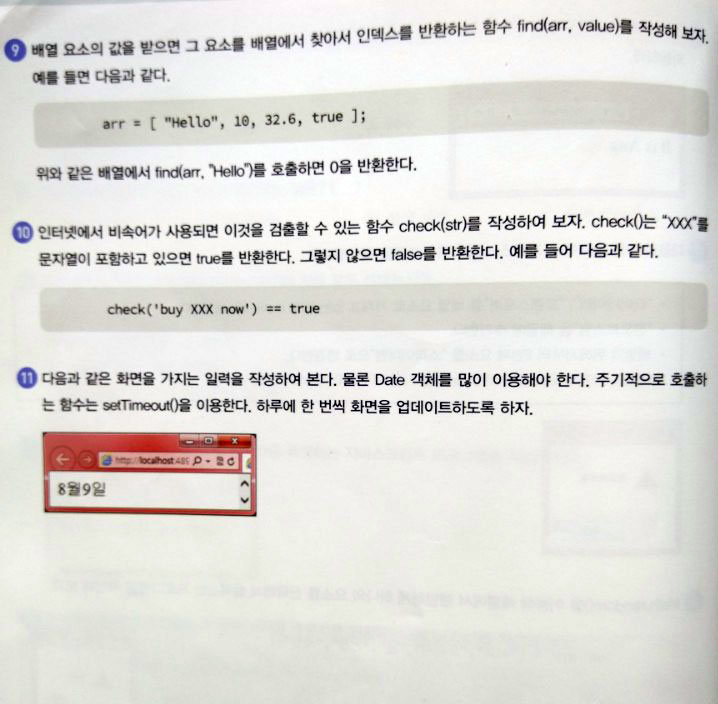 9 배열 요소의 값을 받으면 그 요소를 배열에서 찾아서 인덱스를 반환하는 함수 find(arr, value)를 작성해 보자.
예를 들면 다음과 같다.
arr = [ "Hello", 10, 32.6, true ];
위와 같은 배열에서 find(arr, "Hello")를 호출하면 0을 반환한다.
10 인터넷에서 비속어가 사용되면 이것을 검출할 수 있는 함수 check(str)를 작성하여 보자. check()는 “XXX”를
문자열이 포함하고 있으면 true를 반환한다. 그렇지 않으면 false를 반환한다. 예를 들어 다음과 같다.
check('buy XXX now') == true
11 다음과 같은 화면을 가지는 일력을 작성하여 본다. 물론 Date 객체를 많이 이용해야 한다. 주기적으로 호출하
는 함수는 setTimeout()을 이용한다. 하루에 한 번씩 화면을 업데이트하도록 하자.
http://localhost:485
8월9일